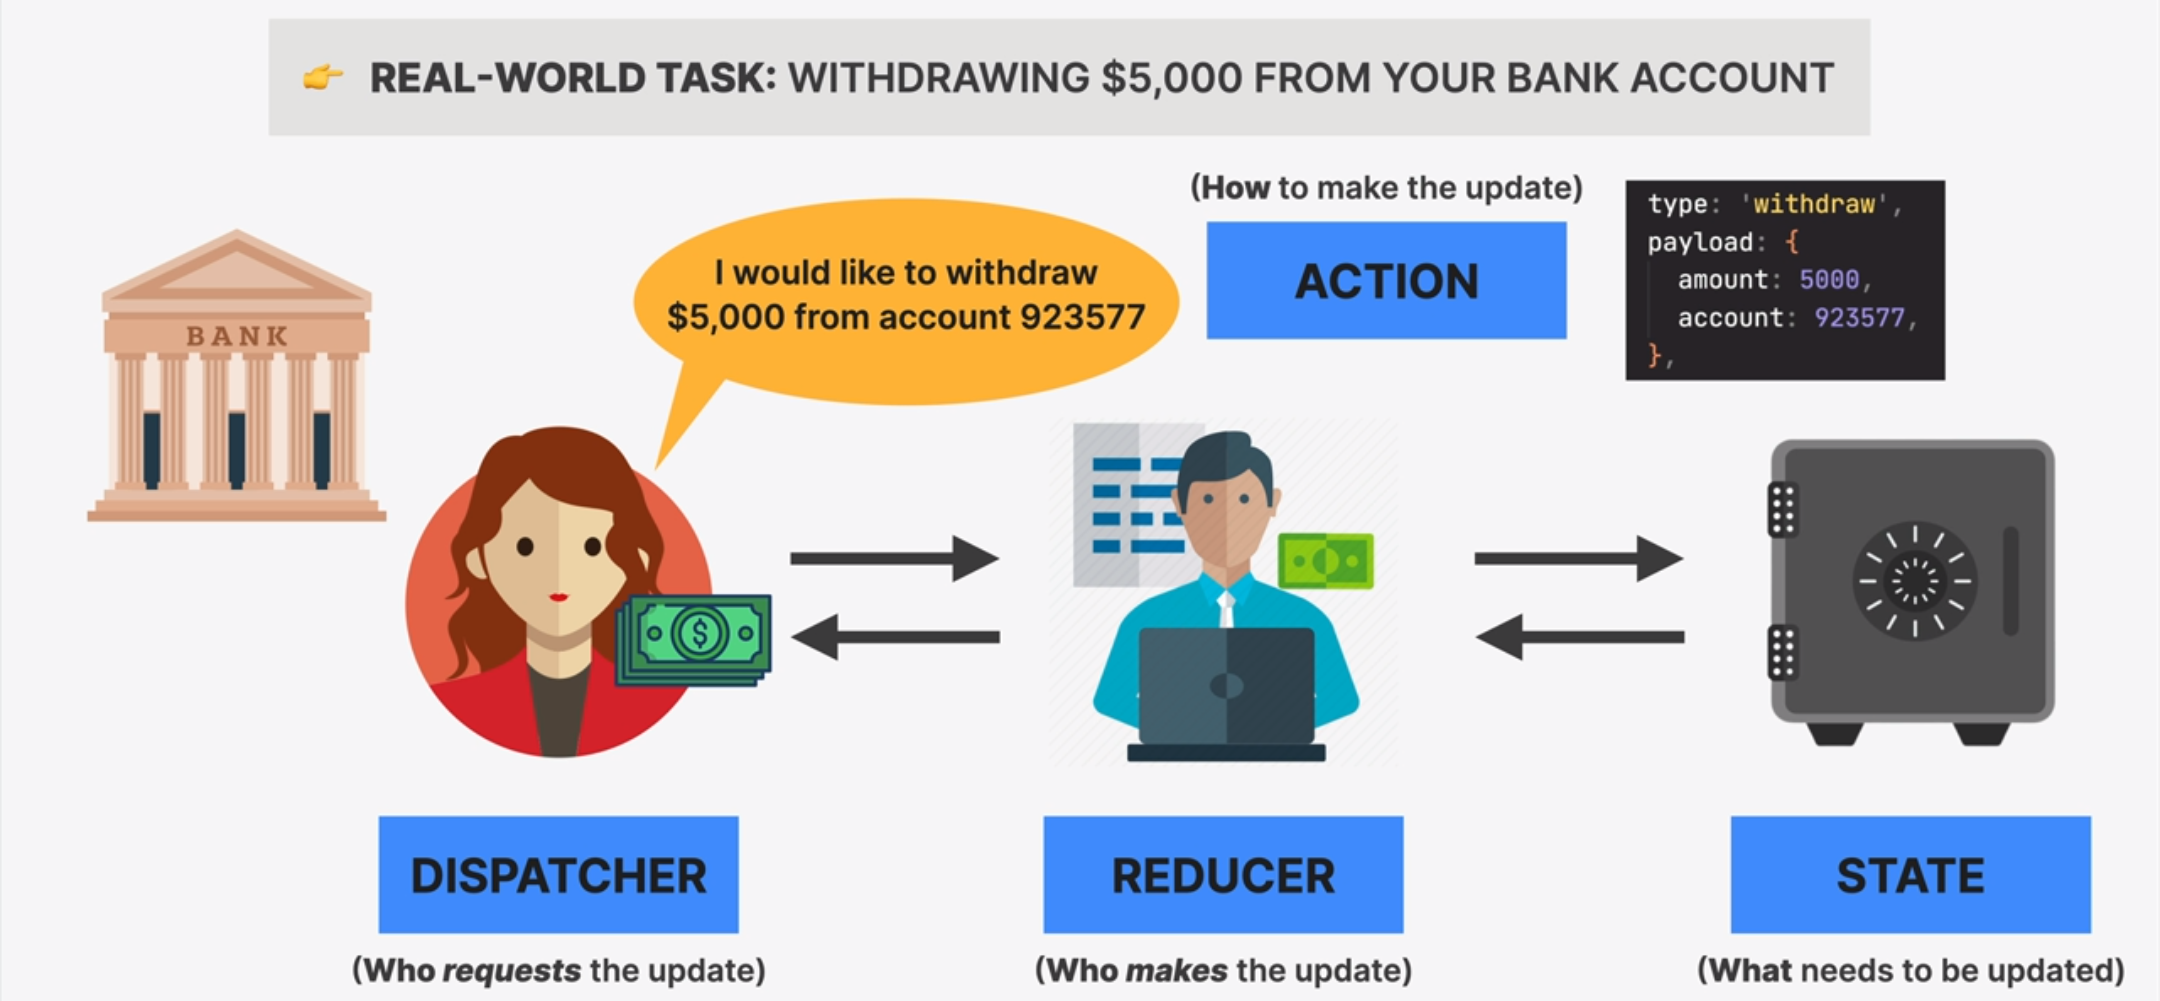 👉 REAL-WORLD TASK: WITHDRAWING $5,000 FROM YOUR BANK ACCOUNT
BANK
I would like to withdraw
$5,000 from account 923577
(How to make the update)
ACTION
type: 'withdraw',
payload: {
amount: 5000,
account: 923577,
},
$
DISPATCHER
(Who requests the update)
REDUCER
(Who makes the update)
STATE
(What needs to be updated)